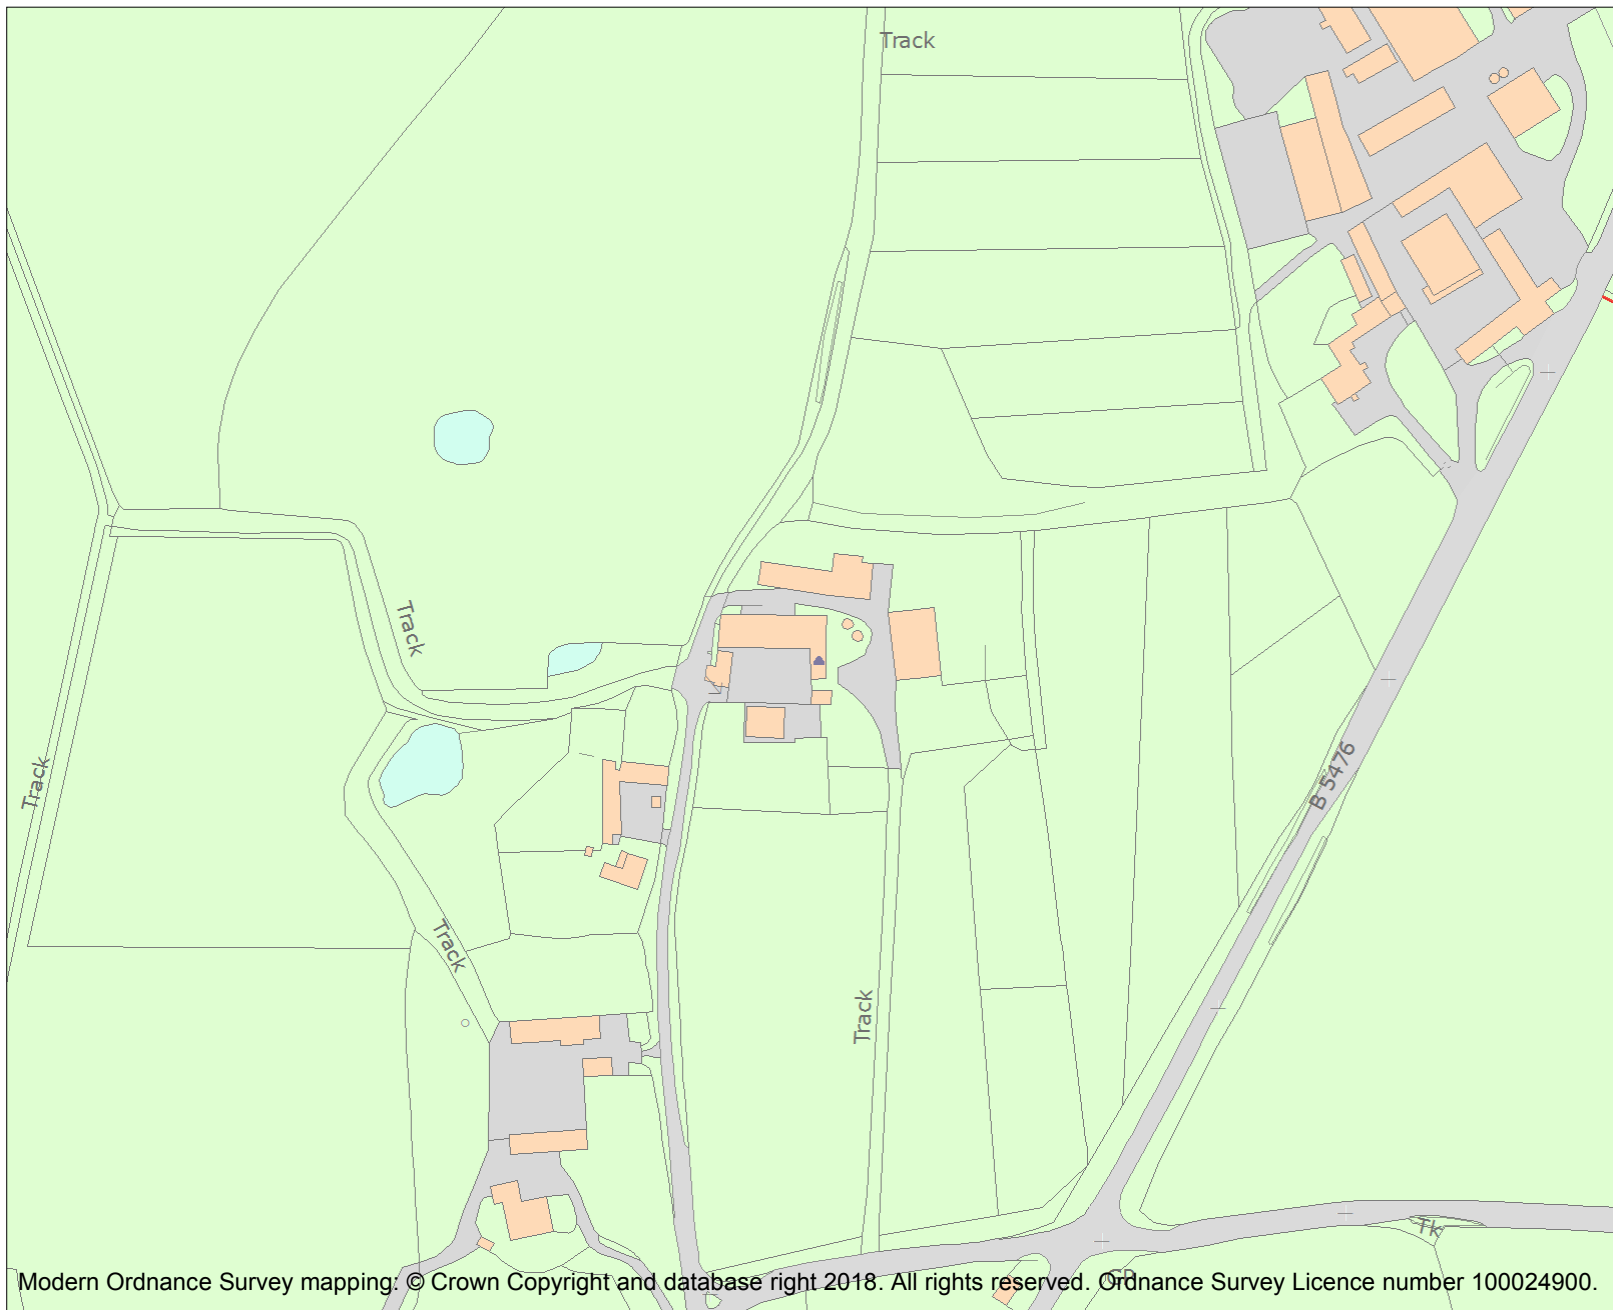 Track
Track
B 5476
Track
Track
Track
Tk
GP
Modern Ordnance Survey mapping: © Crown Copyright and database right 2018. All rights reserved. Ordnance Survey Licence number 100024900.